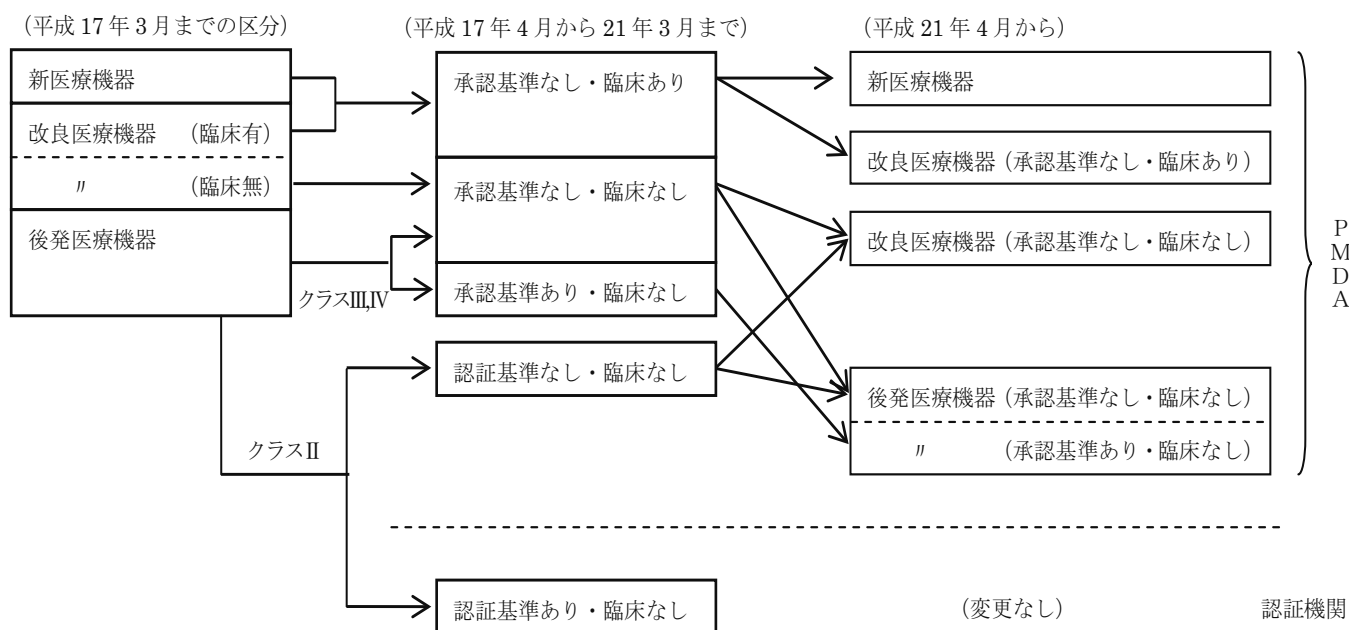 (平成 17 年 3 月までの区分)
(平成 17 年 4 月から 21 年 3 月まで)
(平成 21 年 4 月から)
新医療機器
改良医療機器 (臨床有)
〃 (臨床無)
後発医療機器
クラスⅢ,Ⅳ
クラスⅡ
承認基準なし・臨床あり
承認基準なし・臨床なし
承認基準あり・臨床なし
認証基準なし・臨床なし
認証基準あり・臨床なし
新医療機器
改良医療機器 (承認基準なし・臨床あり)
改良医療機器 (承認基準なし・臨床なし)
後発医療機器 (承認基準なし・臨床なし)
〃 (承認基準あり・臨床なし)
(変更なし)
PMDA
認証機関